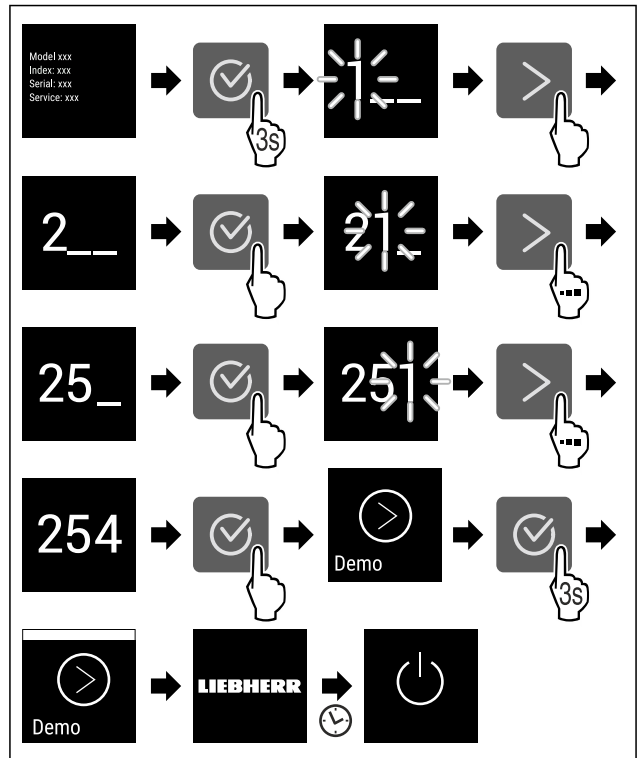 Model xxx
Index: xxx
Serial: xxx
Service: xxx
3s
1__
2__
21_
25_
251
254
Demo
3s
Demo
LIEBHERR